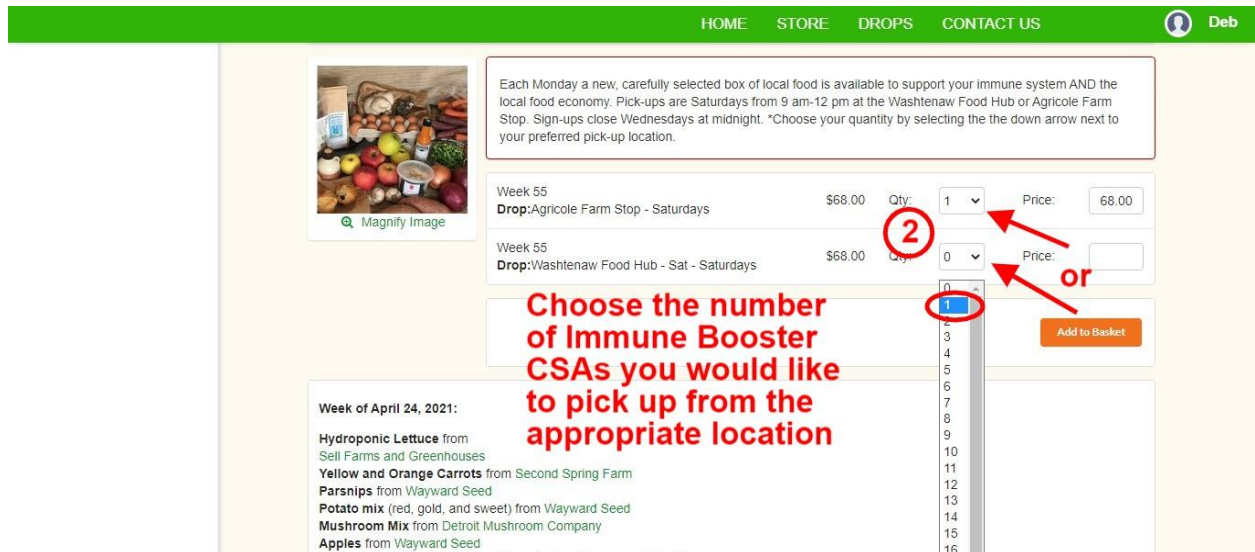 HOME STORE DROPS CONTACT US Deb
Each Monday a new, carefully selected box of local food is available to support your immune system AND the
local food economy. Pick-ups are Saturdays from 9 am-12 pm at the Washtenaw Food Hub or Agricole Farm
Stop. Sign-ups close Wednesdays at midnight. *Choose your quantity by selecting the the down arrow next to
your preferred pick-up location.
Magnify Image
Week 55
Drop:Agricole Farm Stop - Saturdays
$68.00 Qty: 1 Price: 68.00
2
Week 55
Drop:Washtenaw Food Hub - Sat - Saturdays
$68.00 Qty: 0 Price:
or
0
1
2
3
4
5
6
7
8
9
10
11
12
13
14
15
16
Choose the number
of Immune Booster
CSAs you would like
to pick up from the
appropriate location
Add to Basket
Week of April 24, 2021:
Hydroponic Lettuce from
Sell Farms and Greenhouses
Yellow and Orange Carrots from Second Spring Farm
Parsnips from Wayward Seed
Potato mix (red, gold, and sweet) from Wayward Seed
Mushroom Mix from Detroit Mushroom Company
Apples from Wayward Seed